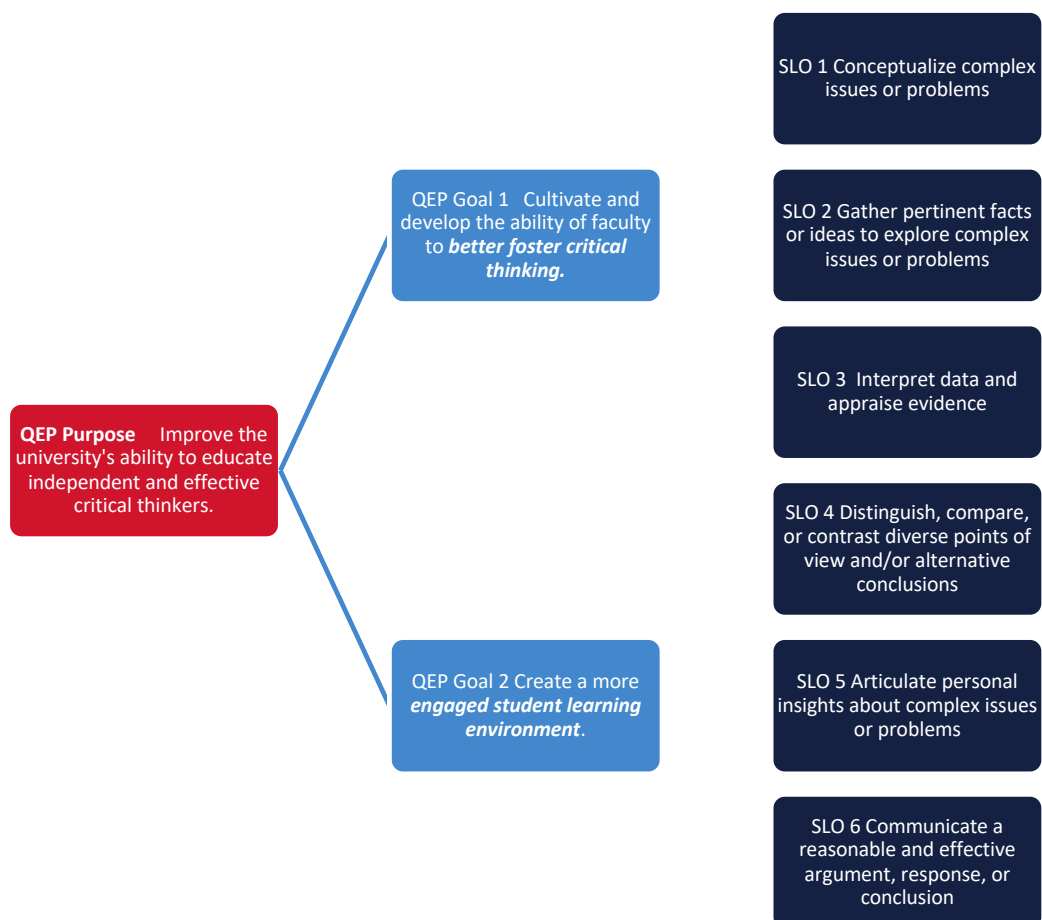 QEP Purpose Improve the
university's ability to educate
independent and effective
critical thinkers.
QEP Goal 1 Cultivate and
develop the ability of faculty
to better foster critical
thinking.
QEP Goal 2 Create a more
engaged student learning
environment.
SLO 1 Conceptualize complex
issues or problems
SLO 2 Gather pertinent facts
or ideas to explore complex
issues or problems
SLO 3 Interpret data and
appraise evidence
SLO 4 Distinguish, compare,
or contrast diverse points of
view and/or alternative
conclusions
SLO 5 Articulate personal
insights about complex issues
or problems
SLO 6 Communicate a
reasonable and effective
argument, response, or
conclusion